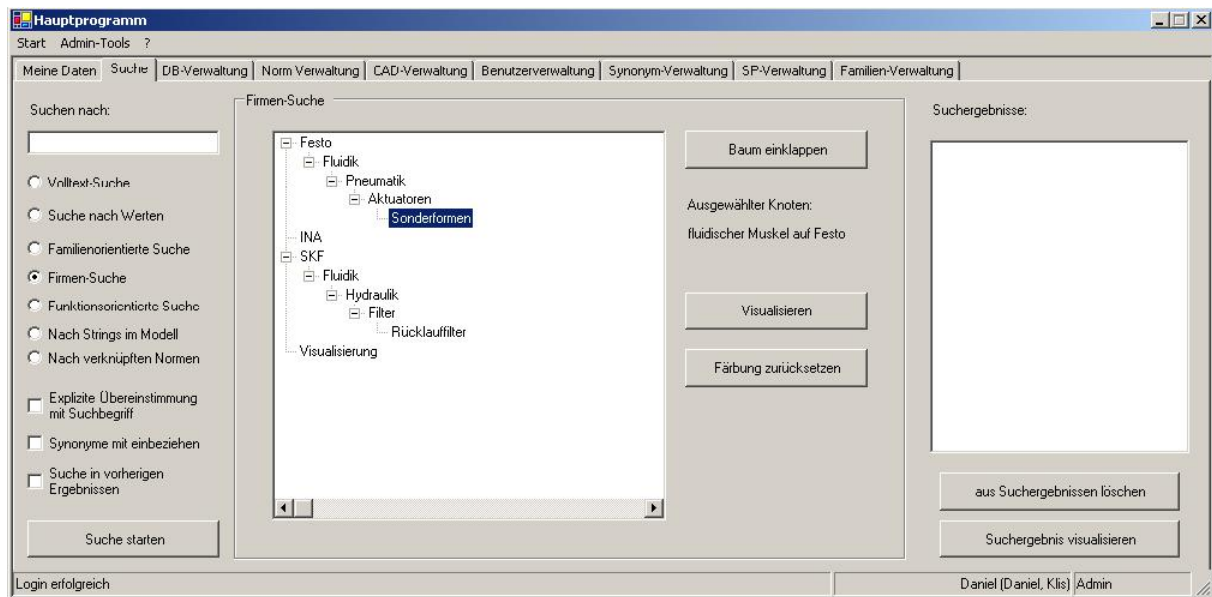 Hauptprogramm
Start Admin-Tools ?
Meine Daten Suche DB-Verwaltung Norm Verwaltung CAD-Verwaltung Benutzerverwaltung Synonym-Verwaltung SP-Verwaltung Familien-Verwaltung
Suchen nach:
Volltext-Suche
Suche nach Werten
Familienorientierte Suche
Firmen-Suche
Funktionsorientierte Suche
Nach Strings im Modell
Nach verknüpften Normen
Explizite Übereinstimmung
mit Suchbegriff
Synonyme mit einbeziehen
Suche in vorherigen
Ergebnissen
Suche starten
Firmen-Suche
Festo
Fluidik
Pneumatik
Aktuatoren
Sonderformen
INA
SKF
Fluidik
Hydraulik
Filter
Rücklauffilter
Visualisierung
Baum einklappen
Ausgewählter Knoten:
fluidischer Muskel auf Festo
Visualisieren
Färbung zurücksetzen
Suchergebnisse:
aus Suchergebnissen löschen
Suchergebnis visualisieren
Login erfolgreich
Daniel (Daniel, Klis) Admin